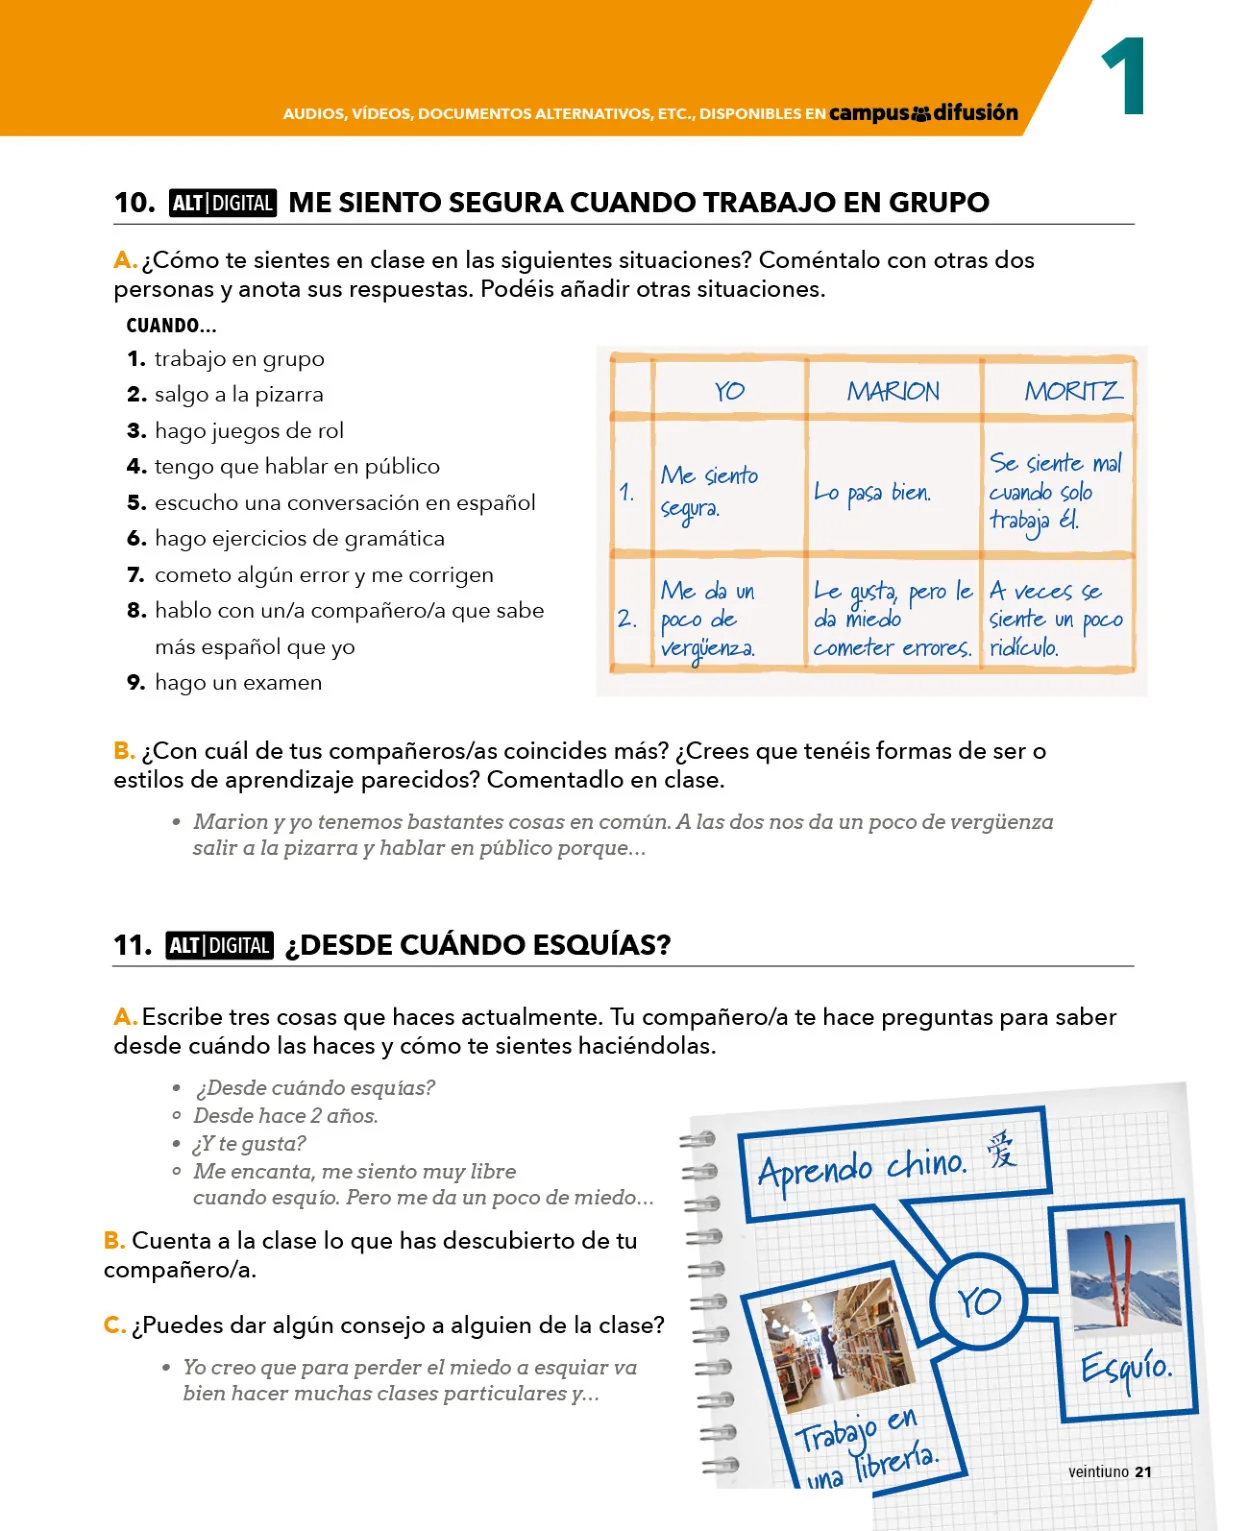 1
AUDIOS, VÍDEOS, DOCUMENTOS ALTERNATIVOS, ETC., DISPONIBLES EN campus difusión
10. ALT|DIGITAL ME SIENTO SEGURA CUANDO TRABAJO EN GRUPO
A. ¿Cómo te sientes en clase en las siguientes situaciones? Coméntalo con otras dos
personas y anota sus respuestas. Podéis añadir otras situaciones.
CUANDO...
1. trabajo en grupo
2. salgo a la pizarra
3. hago juegos de rol
4. tengo que hablar en público
5. escucho una conversación en español
6. hago ejercicios de gramática
7. cometo algún error y me corrigen
8. hablo con un/a compañero/a que sabe
más español que yo
9. hago un examen
YO
MARION
MORITZ
1.
Me siento
segura.
Lo pasa bien.
Se siente mal
cuando solo
trabaja él.
2.
Me da un
poco de
vergüenza.
Le gusta, pero le
da miedo
cometer errores.
A veces se
siente un poco
ridículo.
B. ¿Con cuál de tus compañeros/as coincides más? ¿Crees que tenéis formas de ser o
estilos de aprendizaje parecidos? Comentadlo en clase.
• Marion y yo tenemos bastantes cosas en común. A las dos nos da un poco de vergüenza
salir a la pizarra y hablar en público porque...
11. ALT|DIGITAL ¿DESDE CUÁNDO ESQUÍAS?
A. Escribe tres cosas que haces actualmente. Tu compañero/a te hace preguntas para saber
desde cuándo las haces y cómo te sientes haciéndolas.
• ¿Desde cuándo esquías?
○ Desde hace 2 años.
• ¿Y te gusta?
○ Me encanta, me siento muy libre
cuando esquío. Pero me da un poco de miedo...
B. Cuenta a la clase lo que has descubierto de tu
compañero/a.
C. ¿Puedes dar algún consejo a alguien de la clase?
• Yo creo que para perder el miedo a esquiar va
bien hacer muchas clases particulares y...
Aprendo chino. 爱
YO
Esquío.
Trabajo en
una librería.
veintiuno 21